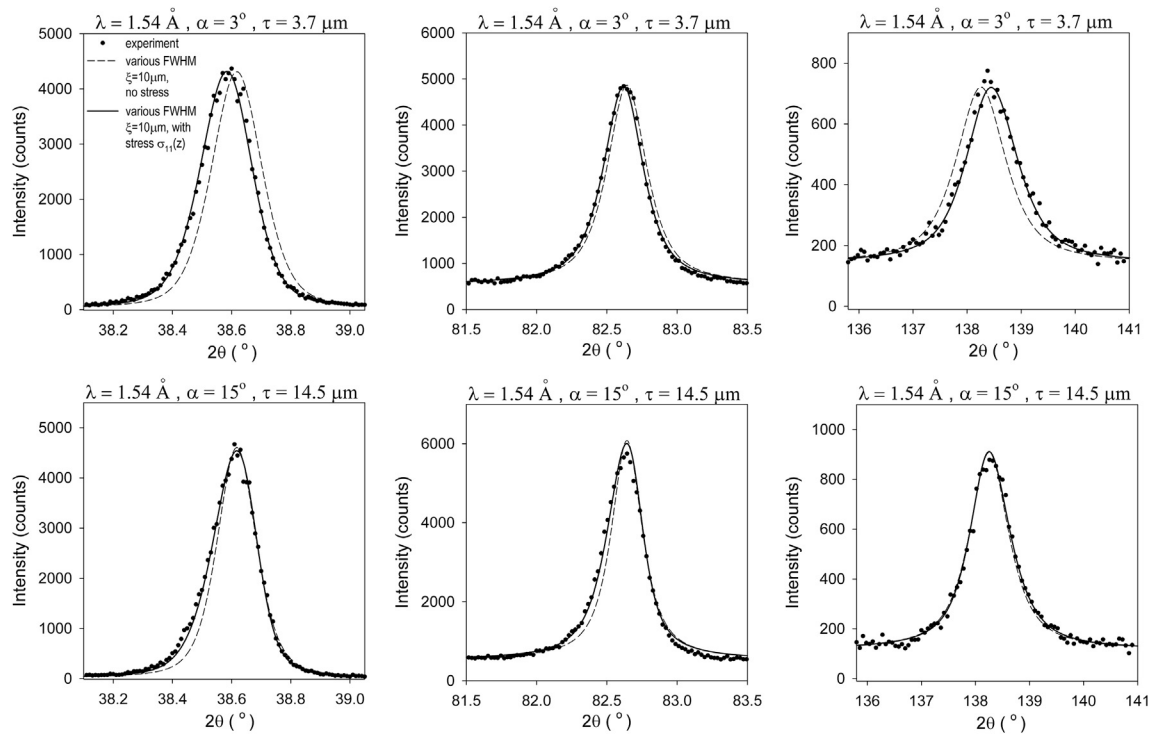 λ = 1.54 Å , α = 3° , τ = 3.7 μm
5000
4000
3000
2000
1000
0
Intensity (counts)
experiment
various FWHM
ξ=10μm,
no stress
various FWHM
ξ=10μm, with
stress σ₁₁(z)
38.2 38.4 38.6 38.8 39.0
2θ ( ° )
λ = 1.54 Å , α = 3° , τ = 3.7 μm
6000
5000
4000
3000
2000
1000
0
Intensity (counts)
81.5 82.0 82.5 83.0 83.5
2θ ( ° )
λ = 1.54 Å , α = 3° , τ = 3.7 μm
800
600
400
200
0
Intensity (counts)
136 137 138 139 140 141
2θ ( ° )
λ = 1.54 Å , α = 15° , τ = 14.5 μm
5000
4000
3000
2000
1000
0
Intensity (counts)
38.2 38.4 38.6 38.8 39.0
2θ ( ° )
λ = 1.54 Å , α = 15° , τ = 14.5 μm
6000
4000
2000
0
Intensity (counts)
81.5 82.0 82.5 83.0 83.5
2θ ( ° )
λ = 1.54 Å , α = 15° , τ = 14.5 μm
1000
800
600
400
200
0
Intensity (counts)
136 137 138 139 140 141
2θ ( ° )